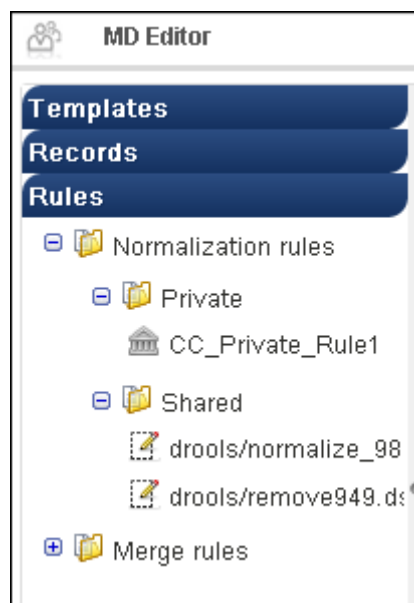 MD Editor
Templates
Records
Rules
Normalization rules
Private
CC_Private_Rule1
Shared
drools/normalize_98
drools/remove949.ds
Merge rules